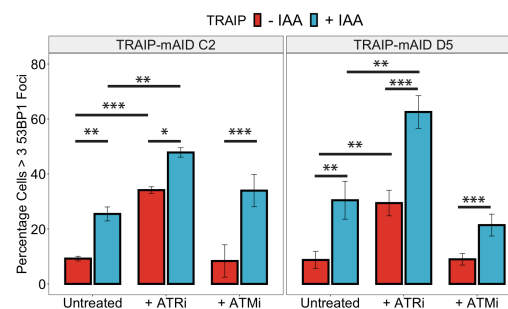 TRAIP - IAA + IAA
TRAIP-mAID C2 TRAIP-mAID D5
Percentage Cells > 3 53BP1 Foci
80
60
40
20
0
** ** *** ** * ***
** *** ** ** ***
Untreated + ATRi + ATMi Untreated + ATRi + ATMi